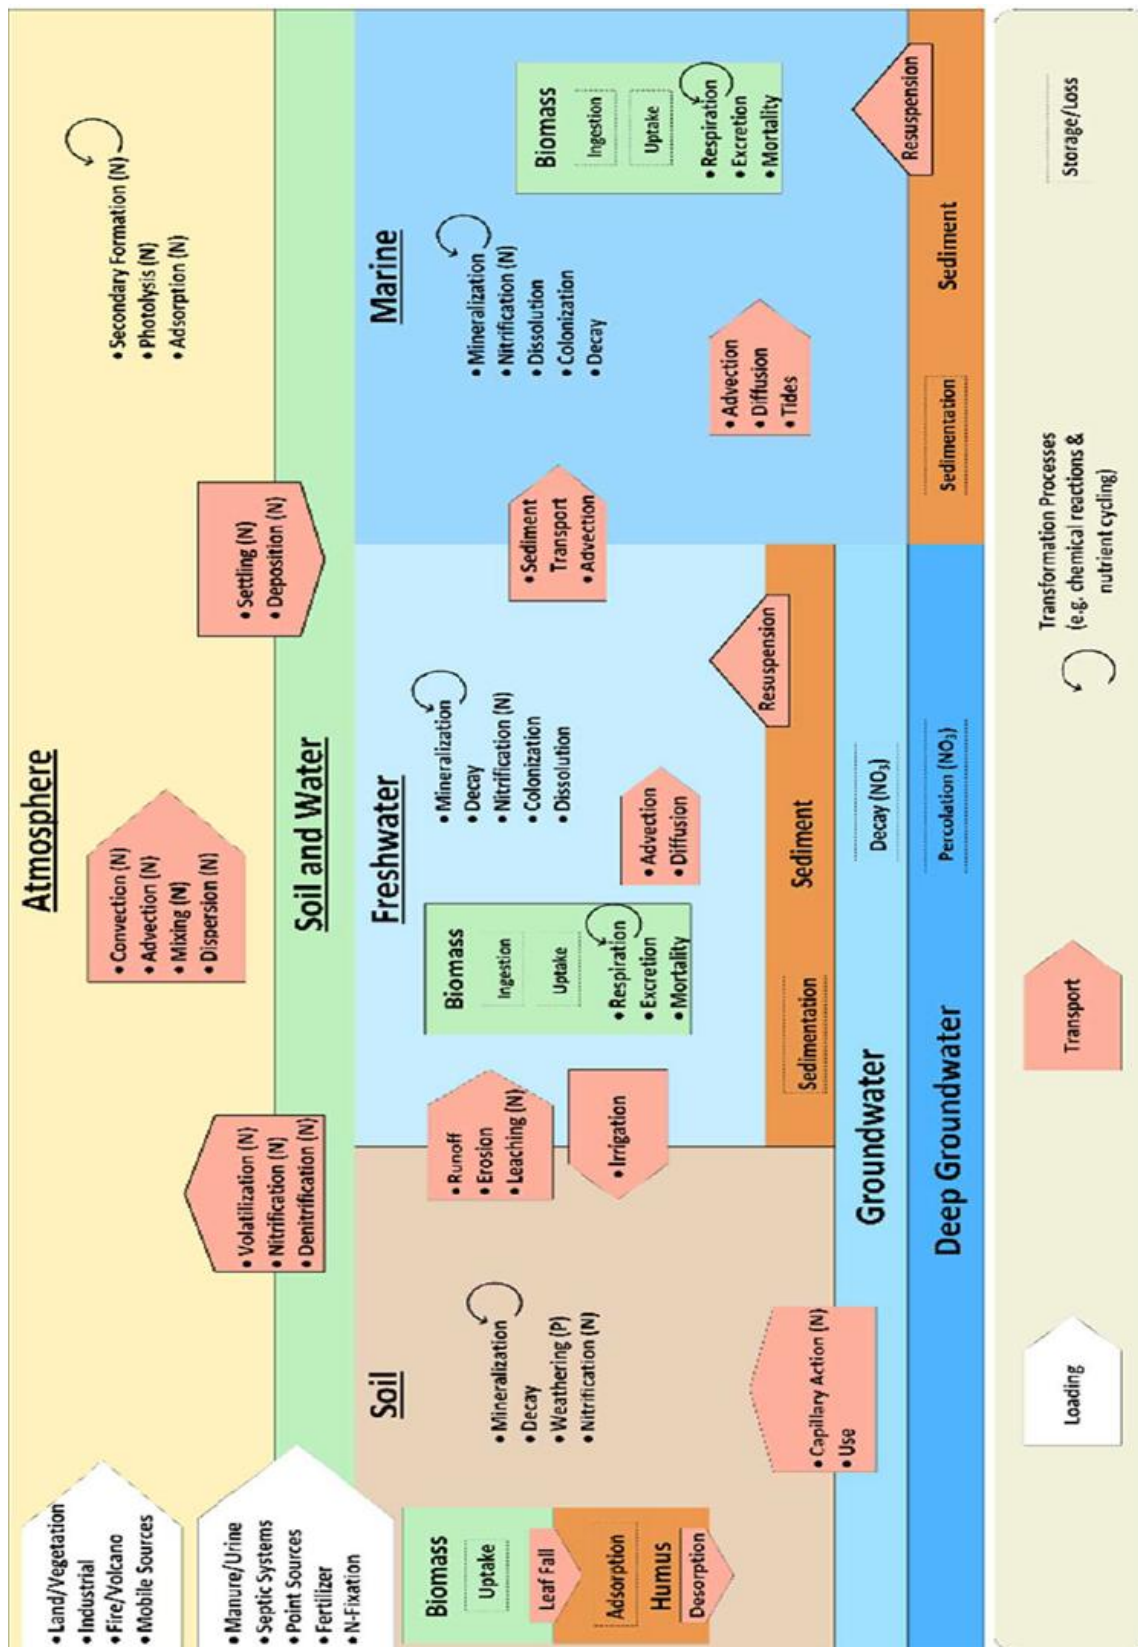 Atmosphere
• Land/Vegetation
• Industrial
• Fire/Volcano
• Mobile Sources
• Convection (N)
• Advection (N)
• Mixing (N)
• Dispersion (N)
• Secondary Formation (N)
• Photolysis (N)
• Adsorption (N)
• Manure/Urine
• Septic Systems
• Point Sources
• Fertilizer
• N-Fixation
• Volatilization (N)
• Nitrification (N)
• Denitrification (N)
• Settling (N)
• Deposition (N)
Soil and Water
Soil
Biomass
Uptake
Leaf Fall
Adsorption
Humus
Desorption
• Mineralization
• Decay
• Weathering (P)
• Nitrification (N)
• Capillary Action (N)
• Use
• Runoff
• Erosion
• Leaching (N)
• Irrigation
Freshwater
Biomass
Ingestion
Uptake
• Respiration
• Excretion
• Mortality
• Mineralization
• Decay
• Nitrification (N)
• Colonization
• Dissolution
• Advection
• Diffusion
Resuspension
Sedimentation
Sediment
• Sediment
Transport
• Advection
Marine
• Mineralization
• Nitrification (N)
• Dissolution
• Colonization
• Decay
Biomass
Ingestion
Uptake
• Respiration
• Excretion
• Mortality
• Advection
• Diffusion
• Tides
Resuspension
Sedimentation
Sediment
Groundwater
Decay (NO₃)
Deep Groundwater
Percolation (NO₃)
Loading
Transport
Transformation Processes
(e.g. chemical reactions &
nutrient cycling)
Storage/Loss